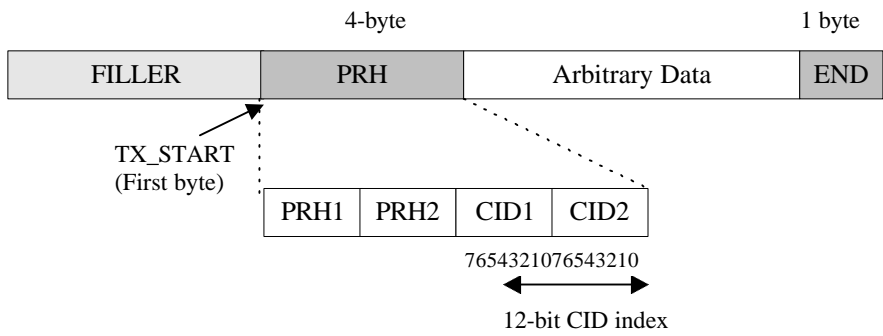 4-byte 1 byte
FILLER PRH Arbitrary Data END
TX_START
(First byte)
PRH1 PRH2 CID1 CID2
7654321076543210
12-bit CID index